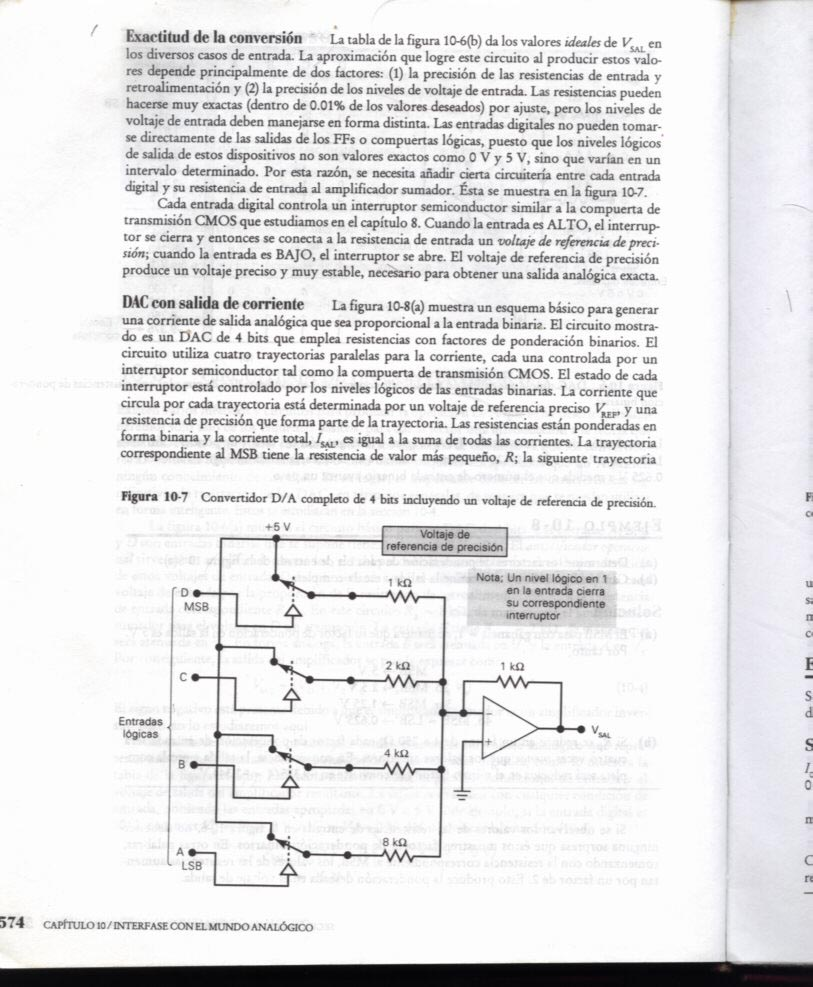 Exactitud de la conversión La tabla de la figura 10-6(b) da los valores ideales de V_SAL en
los diversos casos de entrada. La aproximación que logre este circuito al producir estos valo-
res depende principalmente de dos factores: (1) la precisión de las resistencias de entrada y
retroalimentación y (2) la precisión de los niveles de voltaje de entrada. Las resistencias pueden
hacerse muy exactas (dentro de 0.01% de los valores deseados) por ajuste, pero los niveles de
voltaje de entrada deben manejarse en forma distinta. Las entradas digitales no pueden tomar-
se directamente de las salidas de los FFs o compuertas lógicas, puesto que los niveles lógicos
de salida de estos dispositivos no son valores exactos como 0 V y 5 V, sino que varían en un
intervalo determinado. Por esta razón, se necesita añadir cierta circuitería entre cada entrada
digital y su resistencia de entrada al amplificador sumador. Ésta se muestra en la figura 10-7.
Cada entrada digital controla un interruptor semiconductor similar a la compuerta de
transmisión CMOS que estudiamos en el capítulo 8. Cuando la entrada es ALTO, el interrup-
tor se cierra y entonces se conecta a la resistencia de entrada un voltaje de referencia de preci-
sión; cuando la entrada es BAJO, el interruptor se abre. El voltaje de referencia de precisión
produce un voltaje preciso y muy estable, necesario para obtener una salida analógica exacta.
DAC con salida de corriente La figura 10-8(a) muestra un esquema básico para generar
una corriente de salida analógica que sea proporcional a la entrada binaria. El circuito mostra-
do es un DAC de 4 bits que emplea resistencias con factores de ponderación binarios. El
circuito utiliza cuatro trayectorias paralelas para la corriente, cada una controlada por un
interruptor semiconductor tal como la compuerta de transmisión CMOS. El estado de cada
interruptor está controlado por los niveles lógicos de las entradas binarias. La corriente que
circula por cada trayectoria está determinada por un voltaje de referencia preciso V_REF, y una
resistencia de precisión que forma parte de la trayectoria. Las resistencias están ponderadas en
forma binaria y la corriente total, I_SAL, es igual a la suma de todas las corrientes. La trayectoria
correspondiente al MSB tiene la resistencia de valor más pequeño, R; la siguiente trayectoria
Figura 10-7 Convertidor D/A completo de 4 bits incluyendo un voltaje de referencia de precisión.
+5 V
Voltaje de
referencia de precisión
Nota; Un nivel lógico en 1
en la entrada cierra
su correspondiente
interruptor
1 kΩ
D
MSB
2 kΩ
1 kΩ
C
Entradas
lógicas
−
+
V_SAL
4 kΩ
B
8 kΩ
A
LSB
574 CAPÍTULO 10 / INTERFASE CON EL MUNDO ANALÓGICO